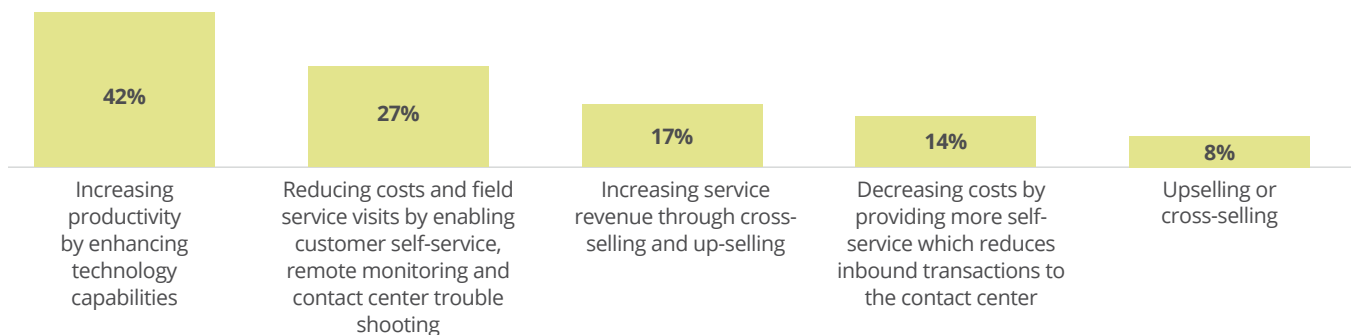 42%
27%
17%
14%
8%
Increasing
productivity
by enhancing
technology
capabilities
Reducing costs and field
service visits by enabling
customer self-service,
remote monitoring and
contact center trouble
shooting
Increasing service
revenue through cross-
selling and up-selling
Decreasing costs by
providing more self-
service which reduces
inbound transactions to
the contact center
Upselling or
cross-selling